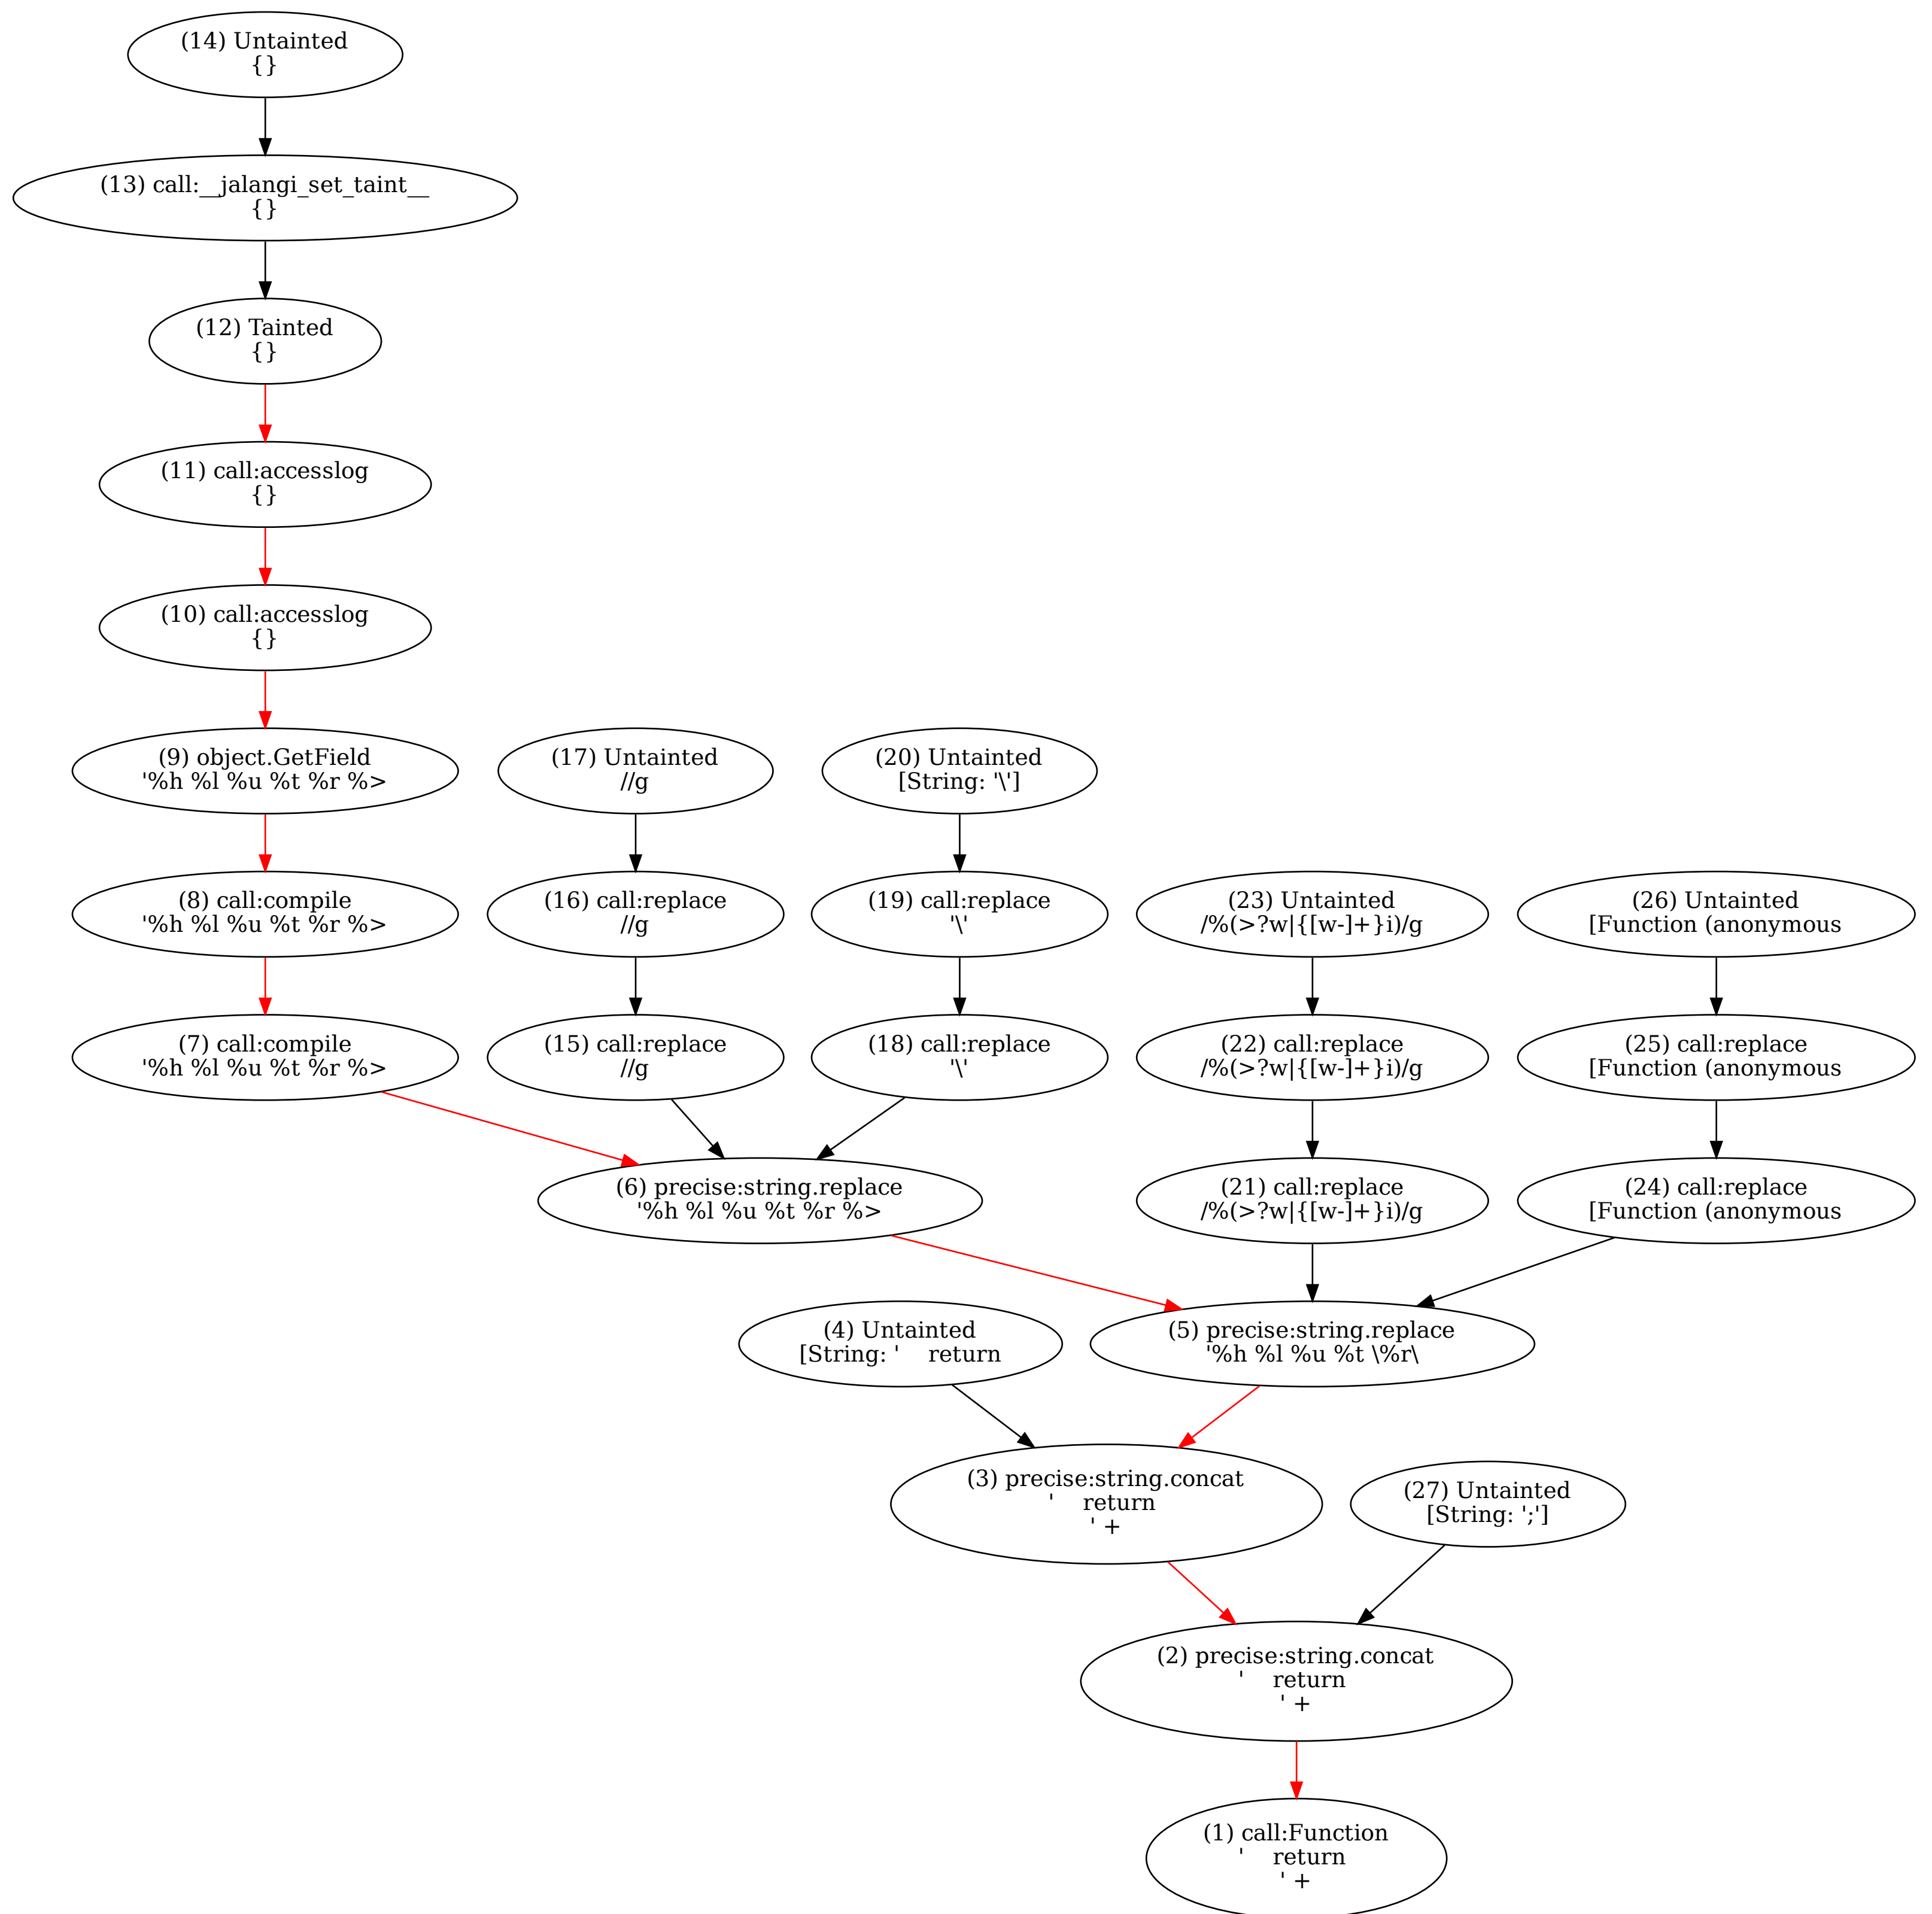 (14) Untainted
{}
(13) call:__jalangi_set_taint__
{}
(12) Tainted
{}
(11) call:accesslog
{}
(10) call:accesslog
{}
(9) object.GetField
'%h %l %u %t %r %>
(17) Untainted
//g
(20) Untainted
[String: '\']
(8) call:compile
'%h %l %u %t %r %>
(16) call:replace
//g
(19) call:replace
'\'
(23) Untainted
/%(>?w|{[w-]+}i)/g
(26) Untainted
[Function (anonymous
(7) call:compile
'%h %l %u %t %r %>
(15) call:replace
//g
(18) call:replace
'\'
(22) call:replace
/%(>?w|{[w-]+}i)/g
(25) call:replace
[Function (anonymous
(6) precise:string.replace
'%h %l %u %t %r %>
(21) call:replace
/%(>?w|{[w-]+}i)/g
(24) call:replace
[Function (anonymous
(4) Untainted
[String: '    return
(5) precise:string.replace
'%h %l %u %t \%r\
(3) precise:string.concat
'    return
' +
(27) Untainted
[String: ';']
(2) precise:string.concat
'    return
' +
(1) call:Function
'    return
' +